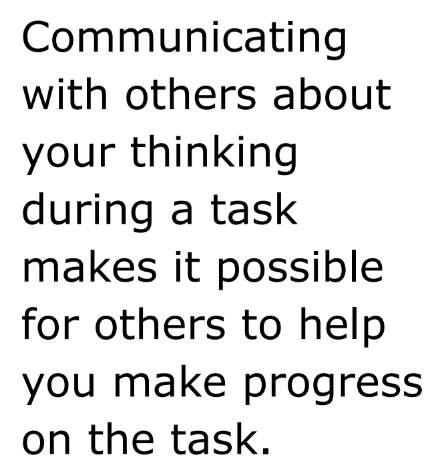 Communicating
with others about
your thinking
during a task
makes it possible
for others to help
you make progress
on the task.